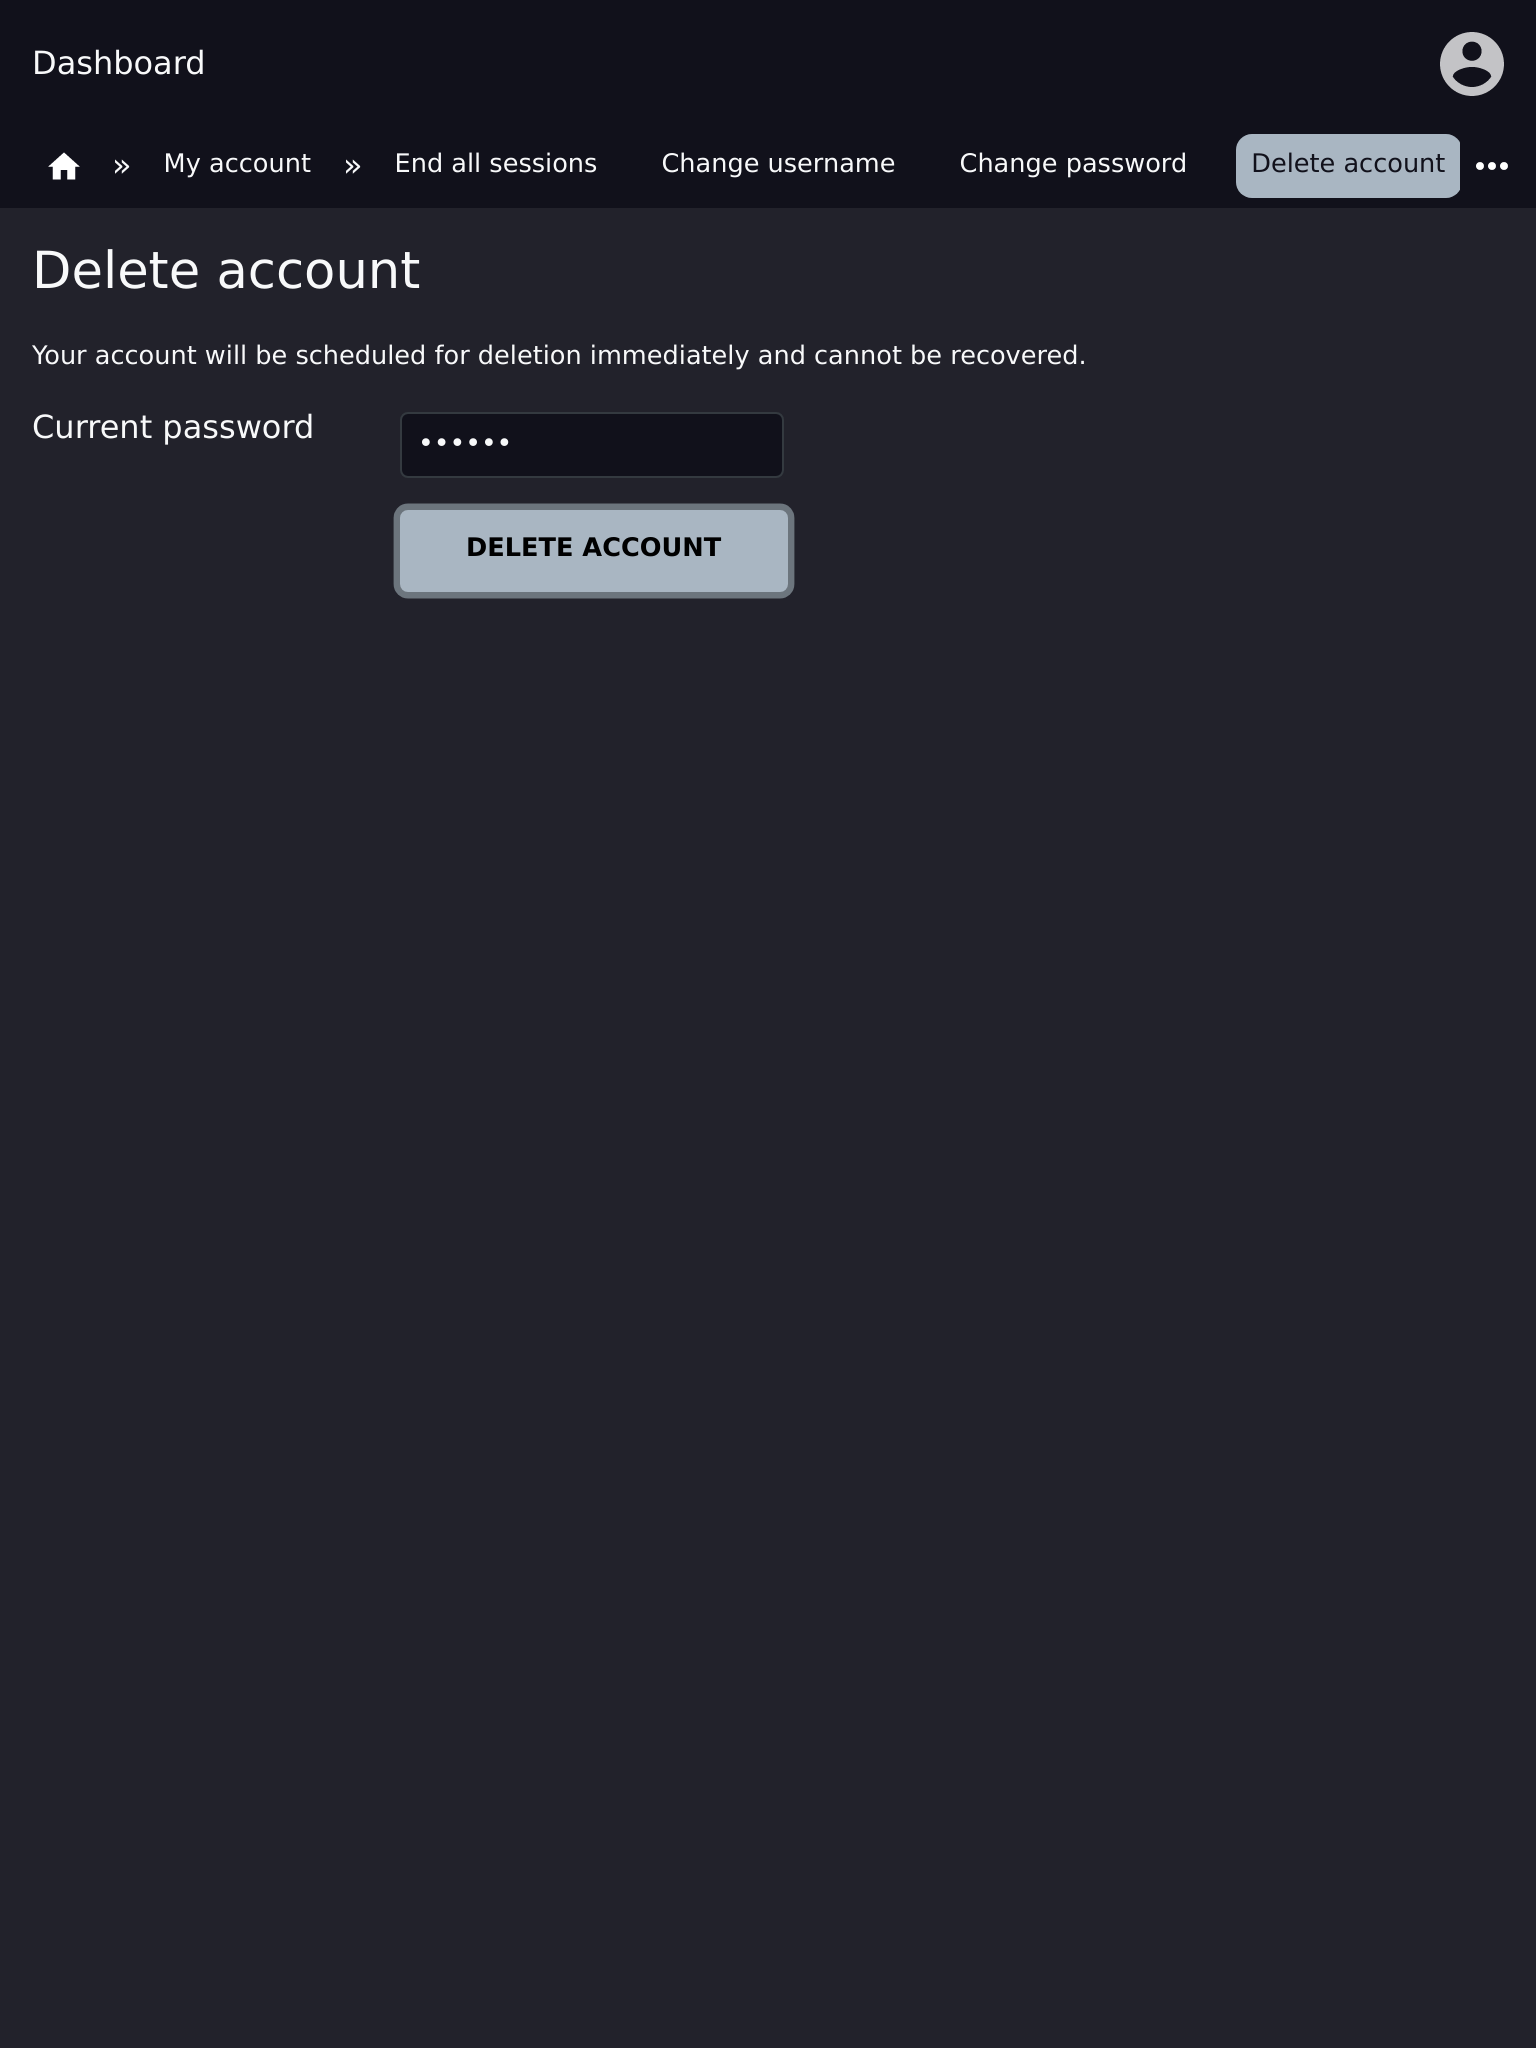 Dashboard
» My account » End all sessions Change username Change password Delete account •••
Delete account
Your account will be scheduled for deletion immediately and cannot be recovered.
Current password ••••••
DELETE ACCOUNT